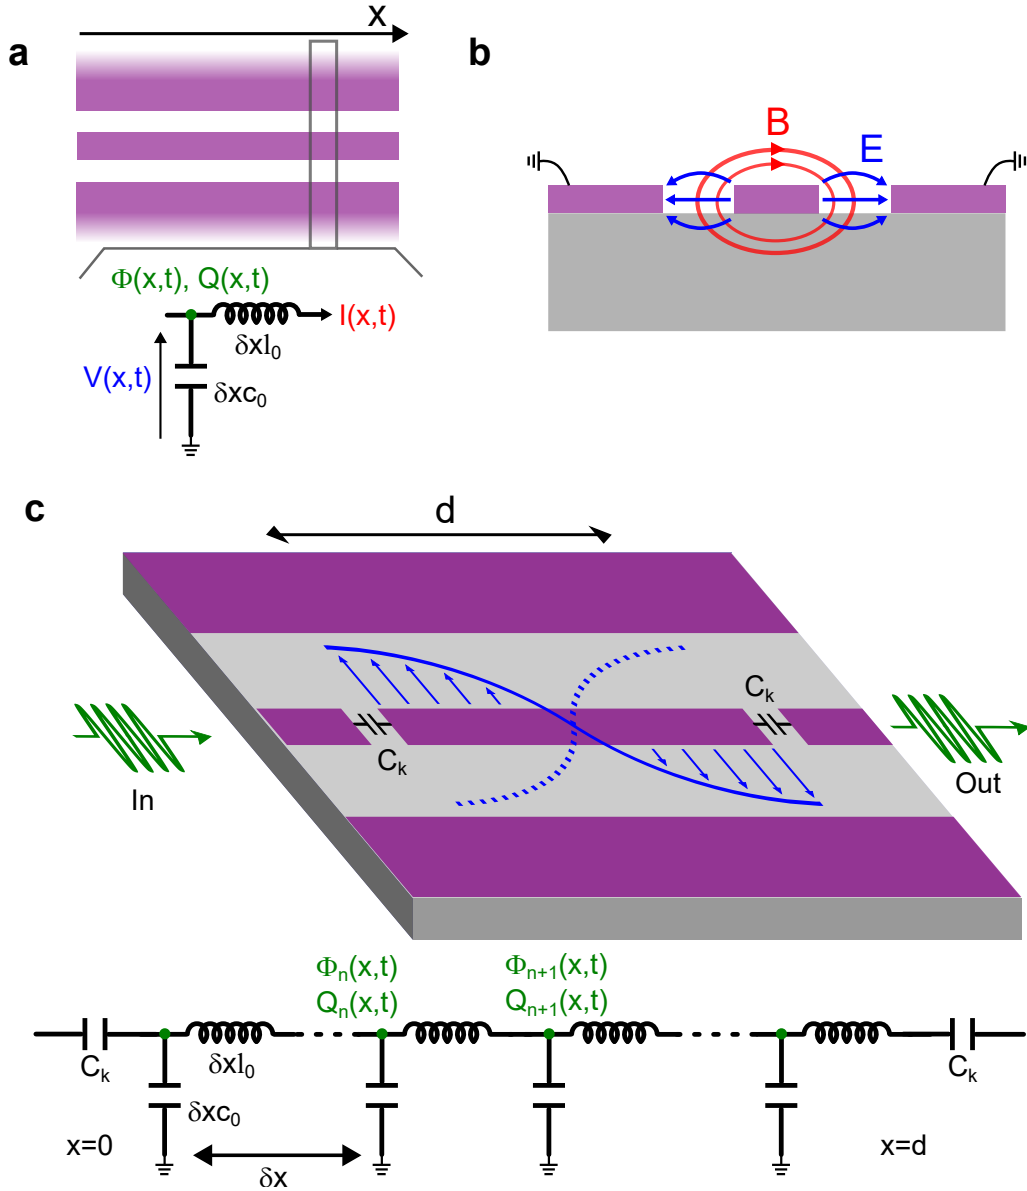 a
x
Φ(x,t), Q(x,t)
I(x,t)
δxl₀
V(x,t)
δxc₀
b
B
E
c
d
Cₖ
Cₖ
In
Out
Φₙ(x,t)
Qₙ(x,t)
Φₙ₊₁(x,t)
Qₙ₊₁(x,t)
Cₖ
δxl₀
Cₖ
δxc₀
x=0
δx
x=d